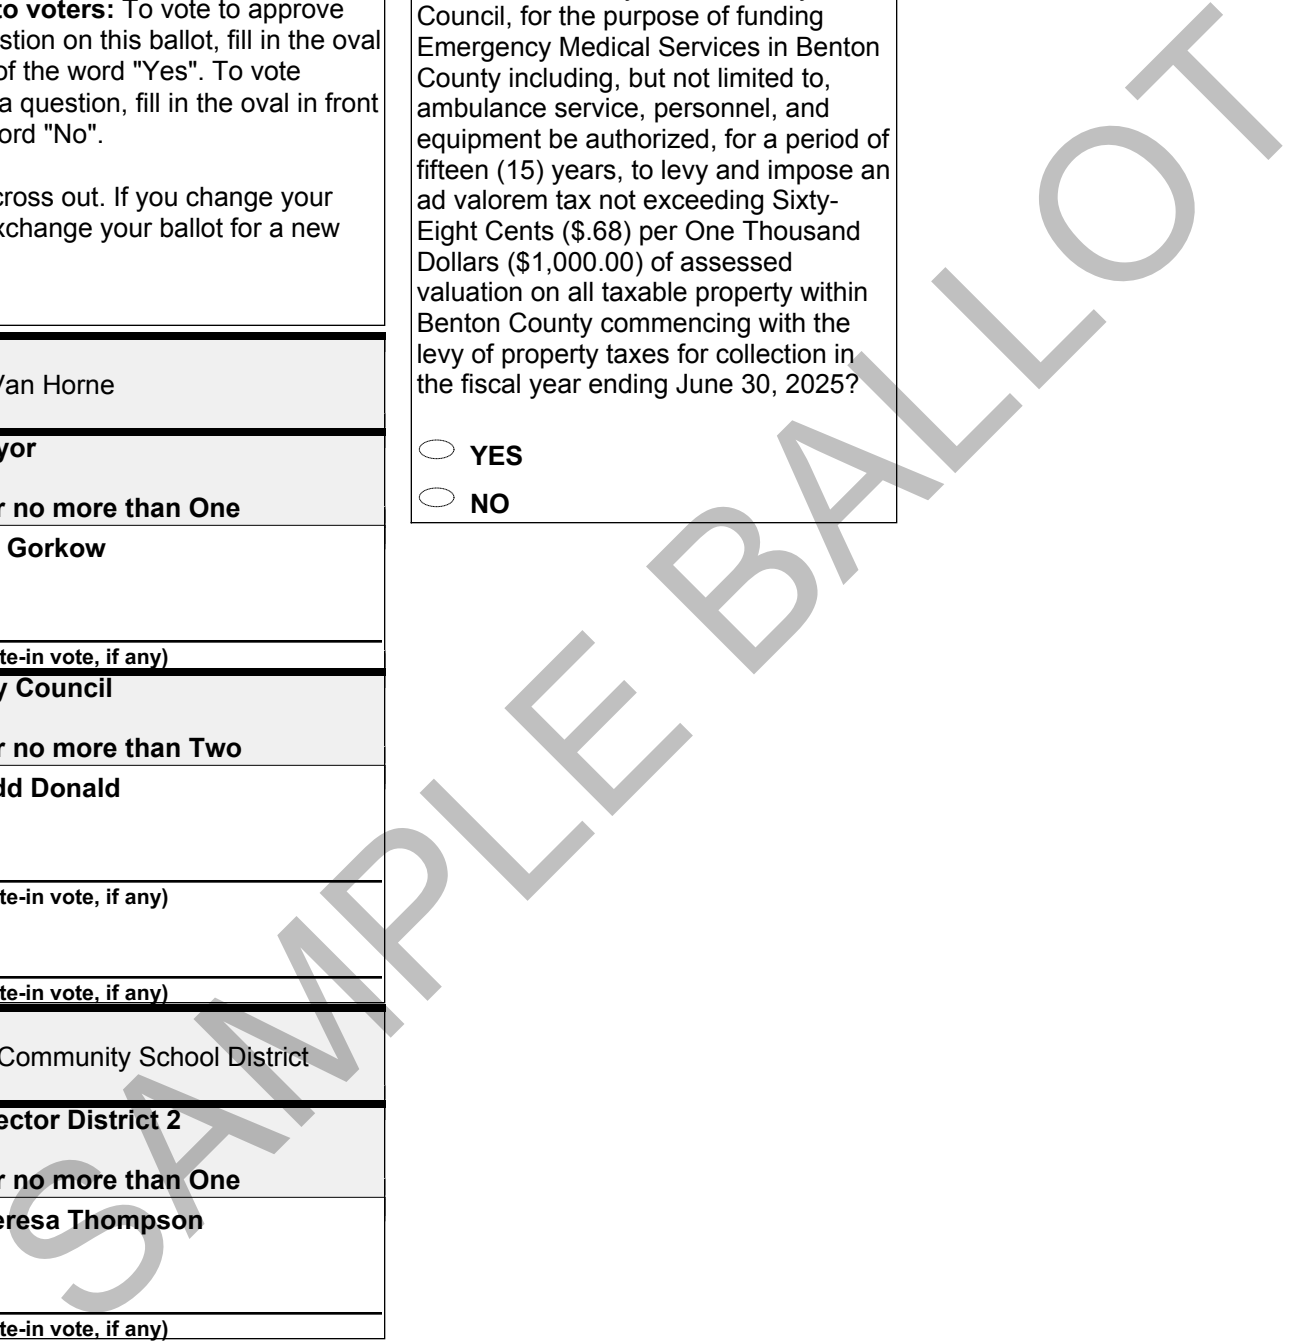 to voters: To vote to approve
stion on this ballot, fill in the oval
of the word "Yes". To vote
a question, fill in the oval in front
ord "No".
cross out. If you change your
xchange your ballot for a new
Van Horne
yor
r no more than One
Gorkow
te-in vote, if any)
y Council
r no more than Two
dd Donald
te-in vote, if any)
te-in vote, if any)
Community School District
ector District 2
r no more than One
eresa Thompson
te-in vote, if any)
Council, for the purpose of funding
Emergency Medical Services in Benton
County including, but not limited to,
ambulance service, personnel, and
equipment be authorized, for a period of
fifteen (15) years, to levy and impose an
ad valorem tax not exceeding Sixty-
Eight Cents ($.68) per One Thousand
Dollars ($1,000.00) of assessed
valuation on all taxable property within
Benton County commencing with the
levy of property taxes for collection in
the fiscal year ending June 30, 2025?
YES
NO
SAMPLE BALLOT